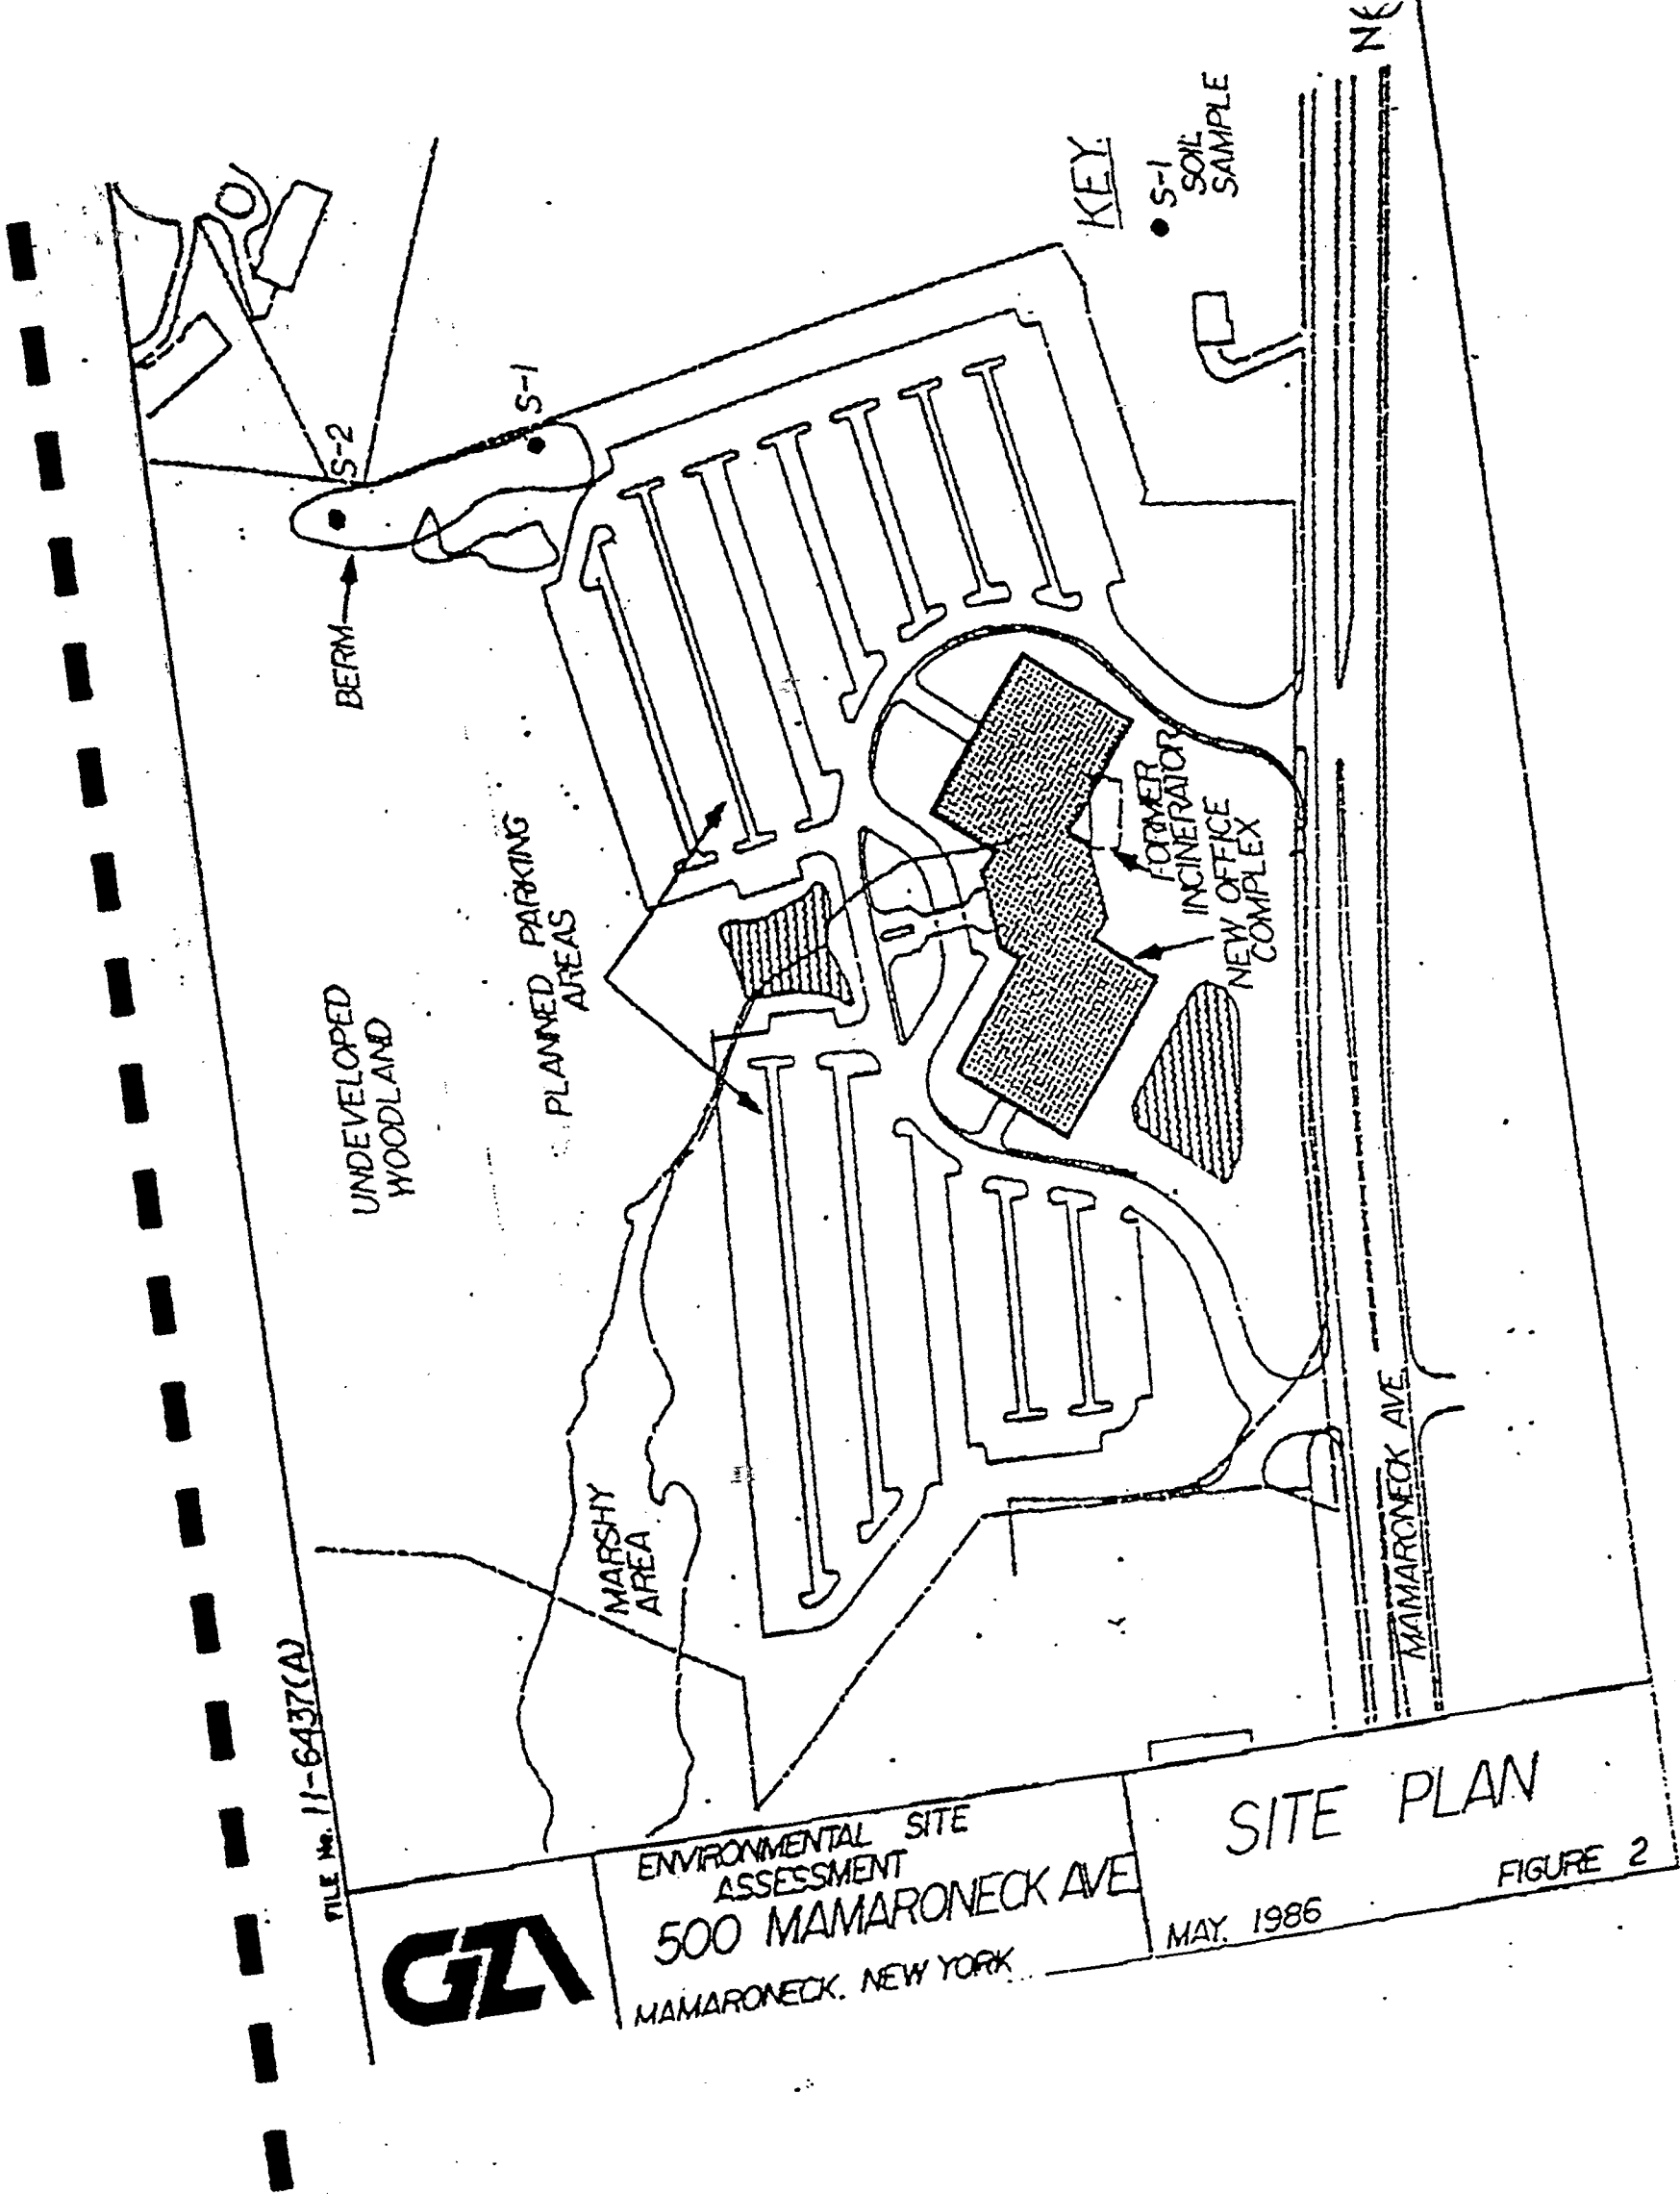 FILE No. 11-6437(A)
S-2
S-1
BERM
UNDEVELOPED
WOODLAND
PLANNED PARKING
AREAS
MARSHY
AREA
FORMER
INCINERATOR
NEW OFFICE
COMPLEX
KEY
S-1
SOIL
SAMPLE
MAMARONECK AVE.
GZA
ENVIRONMENTAL SITE
ASSESSMENT
500 MAMARONECK AVE.
MAMARONECK, NEW YORK
SITE PLAN
MAY, 1986
FIGURE 2